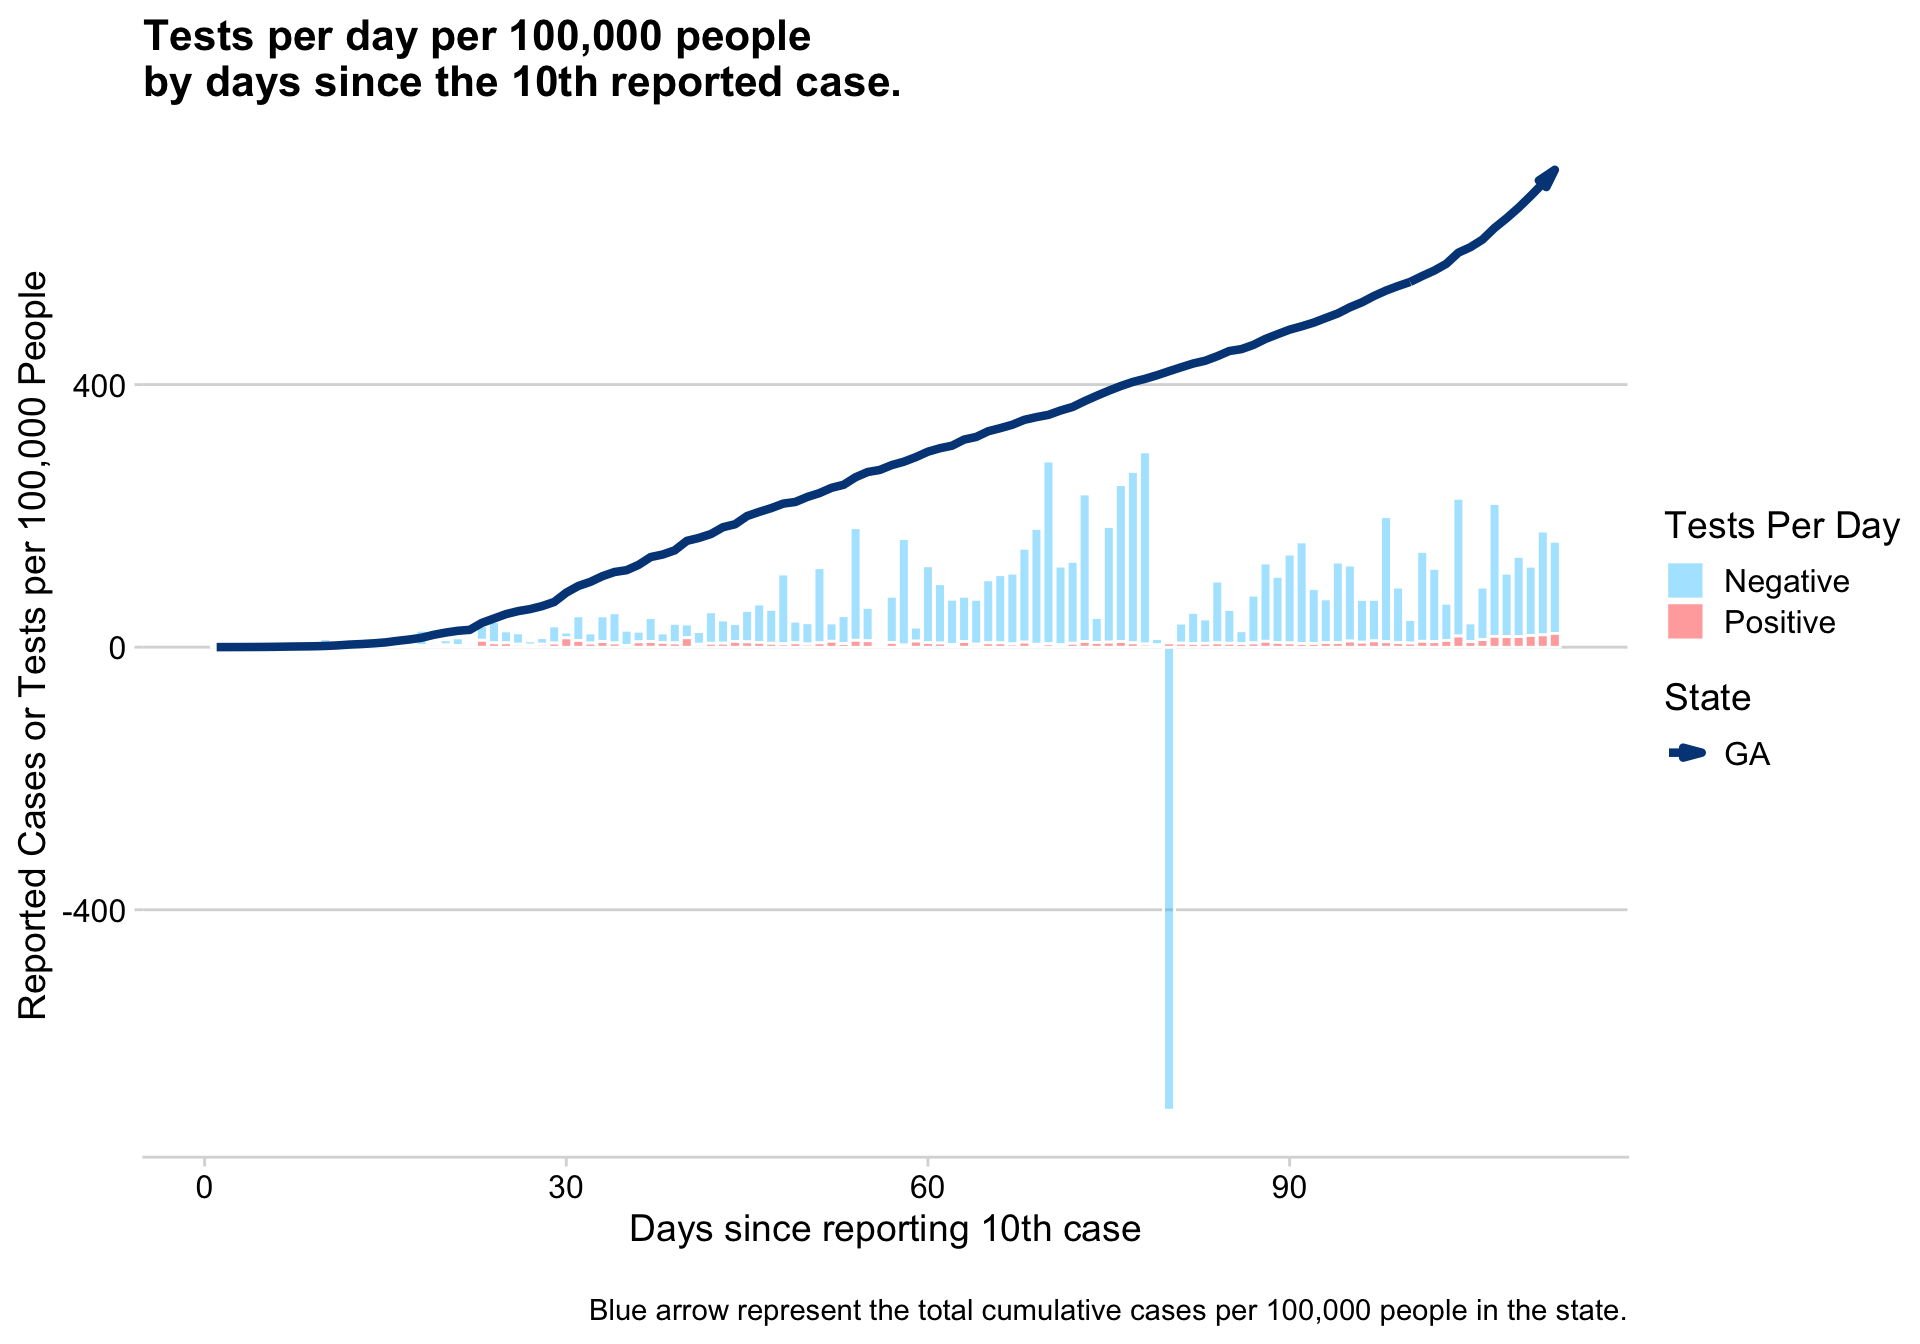 Tests per day per 100,000 people
by days since the 10th reported case.
Reported Cases or Tests per 100,000 People
400
0
-400
0
30
60
90
Days since reporting 10th case
Tests Per Day
Negative
Positive
State
GA
Blue arrow represent the total cumulative cases per 100,000 people in the state.